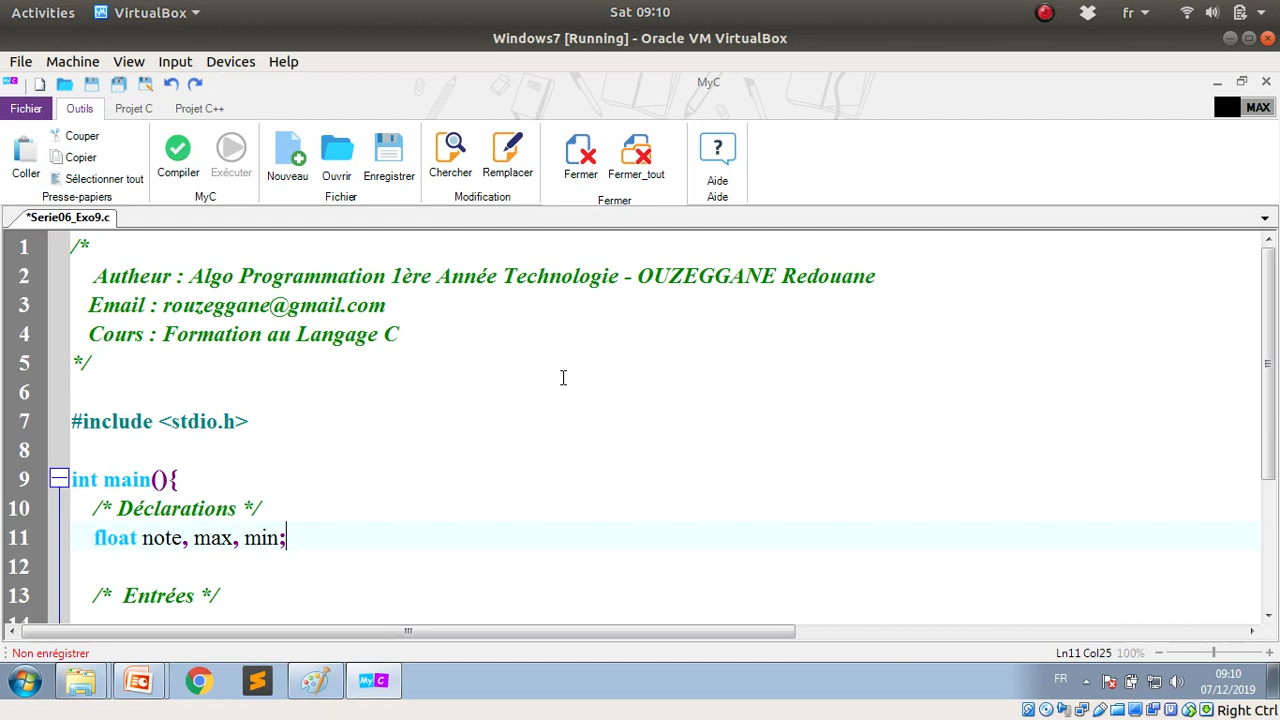 Activities VirtualBox Sat 09:10 fr
Windows7 [Running] - Oracle VM VirtualBox
File Machine View Input Devices Help
MyC
Fichier Outils Projet C Projet C++ MAX
Coller Couper Copier Sélectionner tout
Compiler Exécuter Nouveau Ouvrir Enregistrer Chercher Remplacer Fermer Fermer_tout Aide
Presse-papiers MyC Fichier Modification Fermer Aide
*Serie06_Exo9.c
1 /*
2 Autheur : Algo Programmation 1ère Année Technologie - OUZEGGANE Redouane
3 Email : rouzeggane@gmail.com
4 Cours : Formation au Langage C
5 */
6
7 #include <stdio.h>
8
9 int main(){
10 /* Déclarations */
11 float note, max, min;
12
13 /* Entrées */
Non enregistré Ln11 Col25 100%
FR 09:10
07/12/2019
Right Ctrl